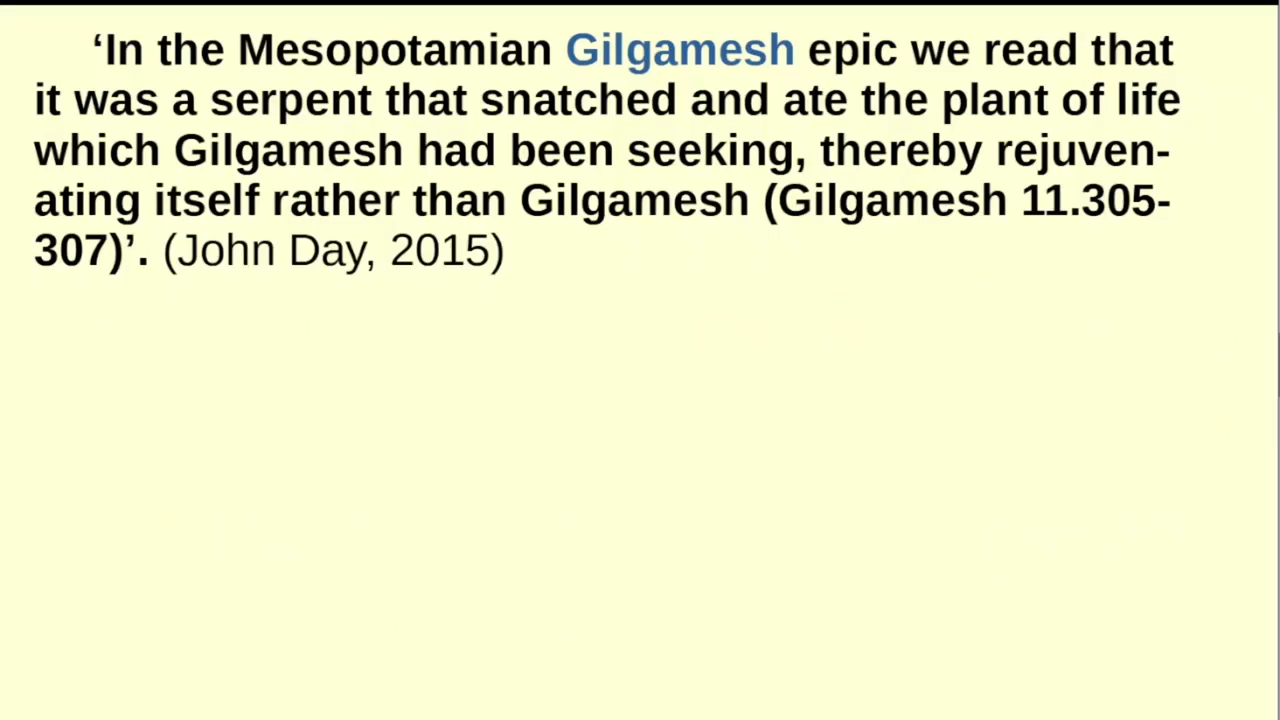 ‘In the Mesopotamian Gilgamesh epic we read that
it was a serpent that snatched and ate the plant of life
which Gilgamesh had been seeking, thereby rejuven-
ating itself rather than Gilgamesh (Gilgamesh 11.305-
307)’. (John Day, 2015)